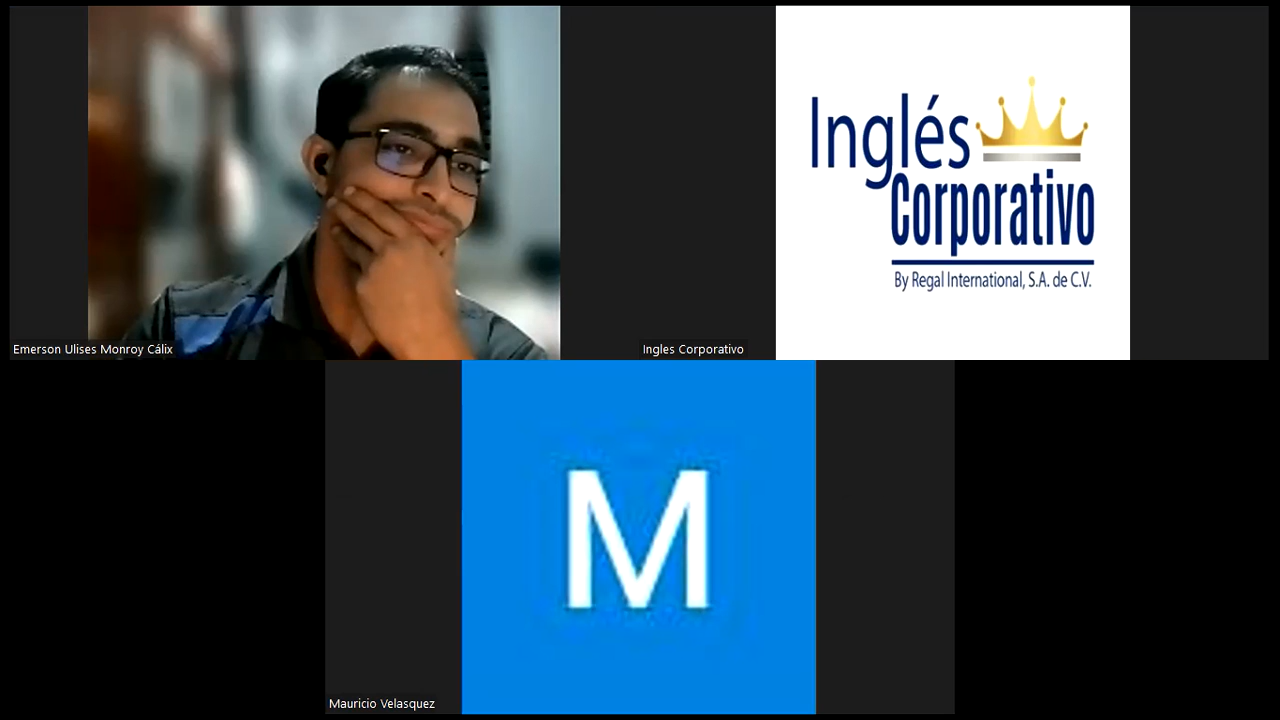 Inglés
Corporativo
By Regal International, S.A. de C.V.
Emerson Ulises Monroy Cálix
Ingles Corporativo
M
Mauricio Velasquez